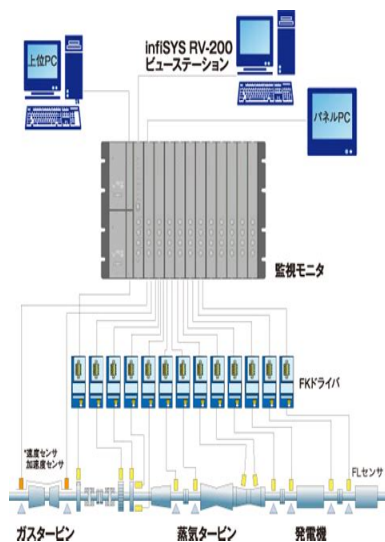 infiSYS RV-200
ビューステーション
上位PC
パネルPC
監視モニタ
FKドライバ
*速度センサ
加速度センサ
FLセンサ
ガスタービン
蒸気タービン
発電機